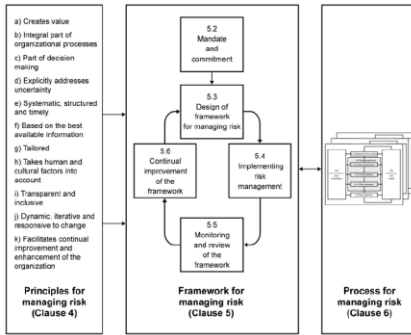 a) Creates value
b) Integral part of
organizational processes
c) Part of decision
making
d) Explicitly addresses
uncertainty
e) Systematic, structured
and timely
f) Based on the best
available information
g) Tailored
h) Takes human and
cultural factors into
account
i) Transparent and
inclusive
j) Dynamic, iterative and
responsive to change
k) Facilitates continual
improvement and
enhancement of the
organization
Principles for
managing risk
(Clause 4)
5.2
Mandate
and
commitment
5.3
Design of
framework
for managing risk
5.6
Continual
improvement
of the
framework
5.4
Implementing
risk
management
5.5
Monitoring
and review
of the
framework
Framework for
managing risk
(Clause 5)
Process for
managing risk
(Clause 6)